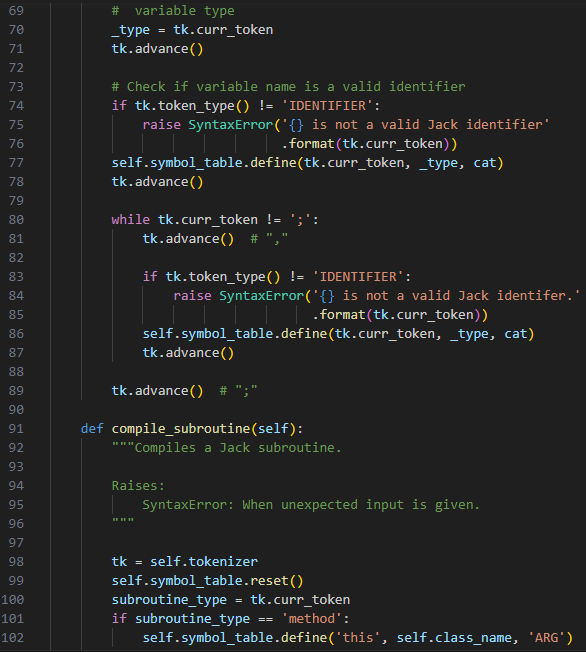 69 #  variable type
70 _type = tk.curr_token
71 tk.advance()
72
73 # Check if variable name is a valid identifier
74 if tk.token_type() != 'IDENTIFIER':
75     raise SyntaxError('{} is not a valid Jack identifier'
76                       .format(tk.curr_token))
77 self.symbol_table.define(tk.curr_token, _type, cat)
78 tk.advance()
79
80 while tk.curr_token != ';':
81     tk.advance()  # ","
82
83     if tk.token_type() != 'IDENTIFIER':
84         raise SyntaxError('{} is not a valid Jack identifer.'
85                           .format(tk.curr_token))
86     self.symbol_table.define(tk.curr_token, _type, cat)
87     tk.advance()
88
89 tk.advance()  # ";"
90
91 def compile_subroutine(self):
92     """Compiles a Jack subroutine.
93
94     Raises:
95         SyntaxError: When unexpected input is given.
96     """
97
98     tk = self.tokenizer
99     self.symbol_table.reset()
100     subroutine_type = tk.curr_token
101     if subroutine_type == 'method':
102         self.symbol_table.define('this', self.class_name, 'ARG')